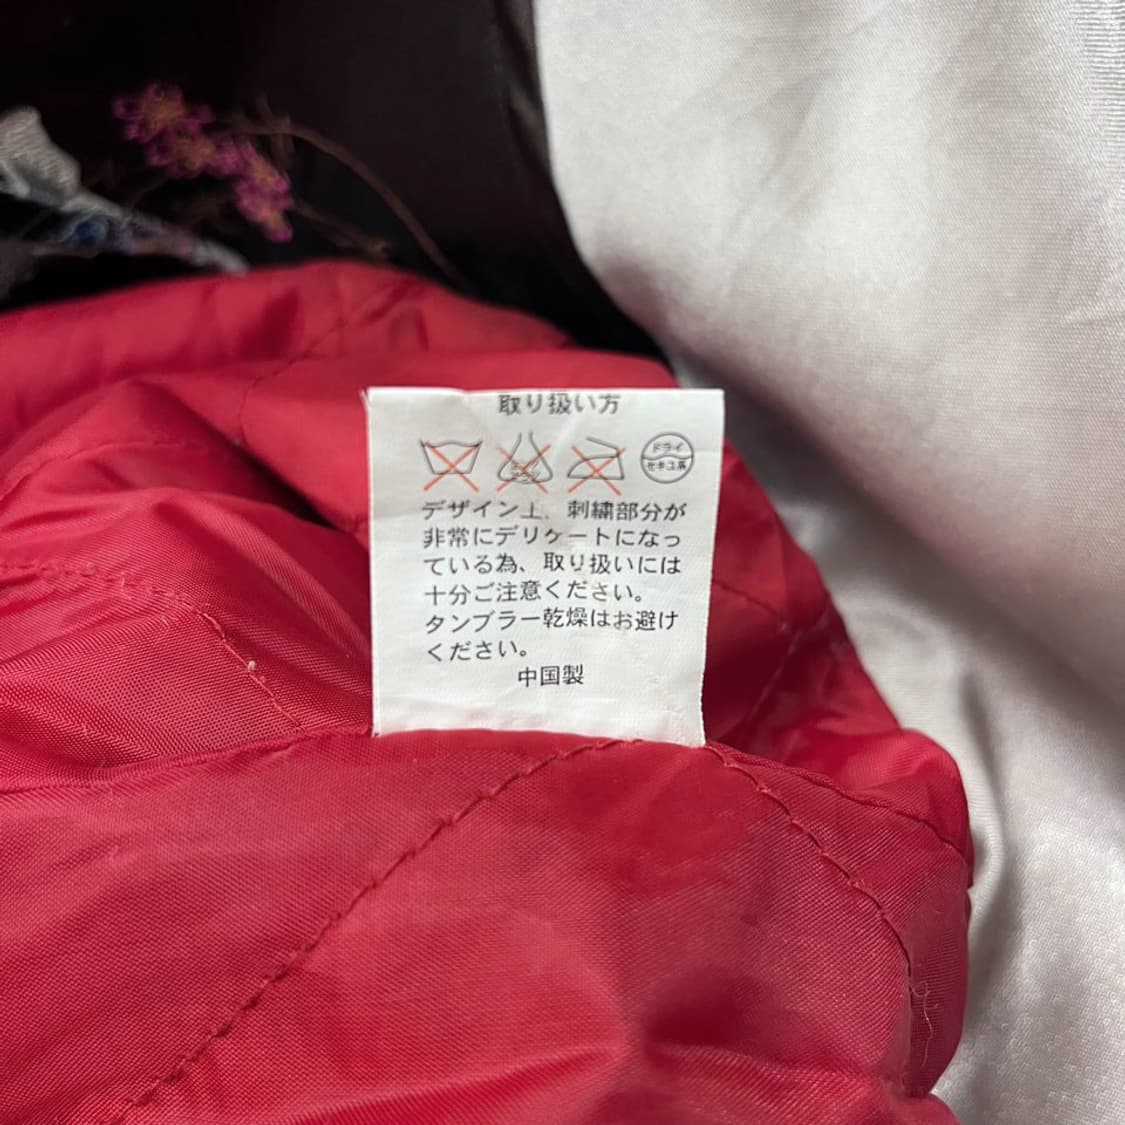 取り扱い方
ドライ
セキユ系
デザイン上、刺繍部分が
非常にデリケートになっ
ている為、取り扱いには
十分ご注意ください。
タンブラー乾燥はお避け
ください。
中国製